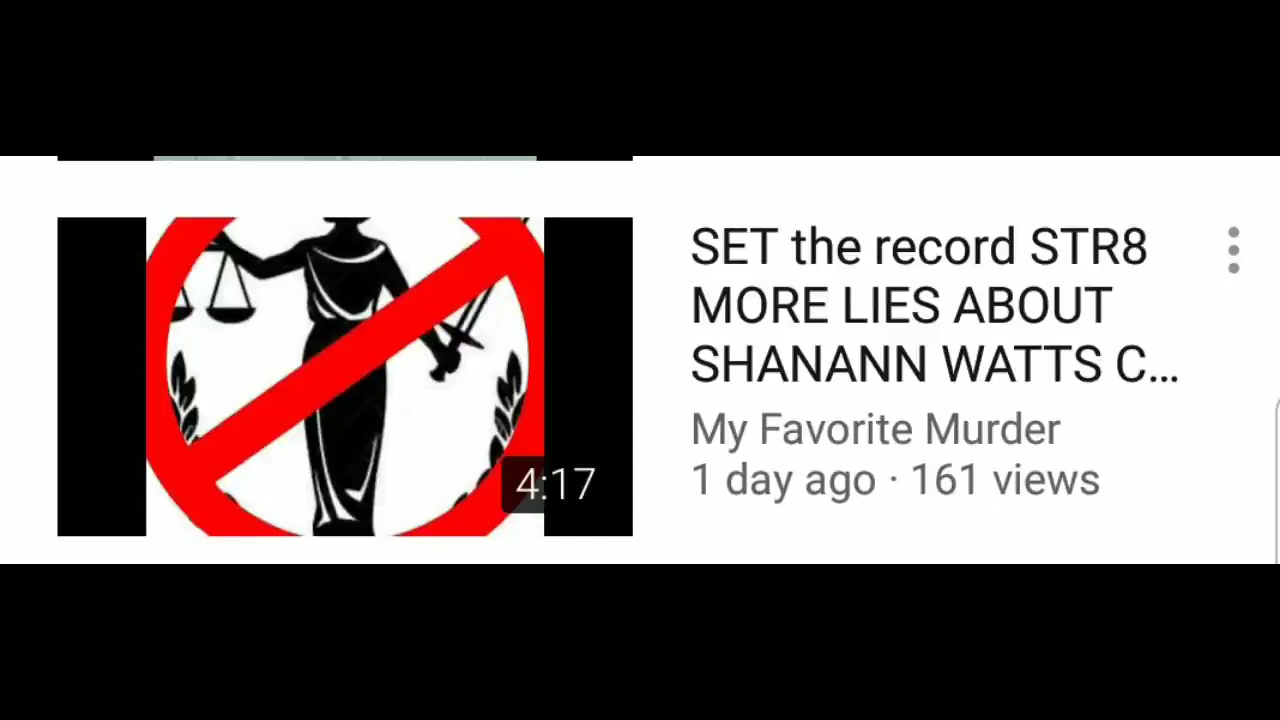 SET the record STR8
MORE LIES ABOUT
SHANANN WATTS C...
My Favorite Murder
1 day ago · 161 views
4:17